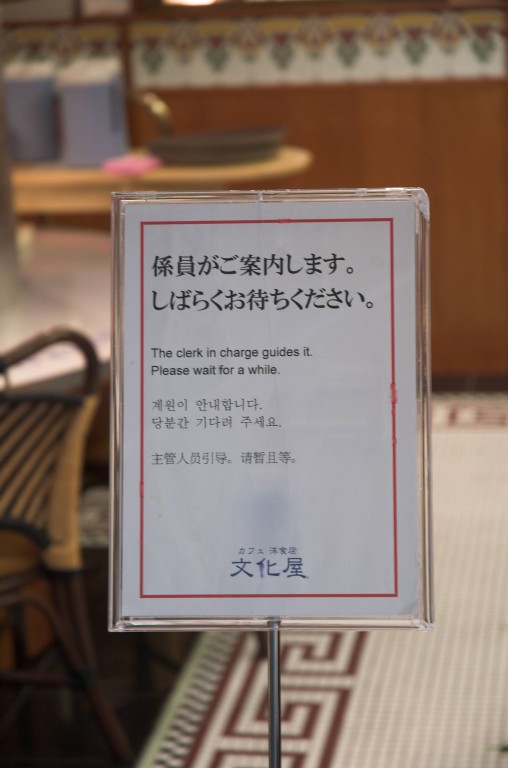 係員がご案内します。
しばらくお待ちください。
The clerk in charge guides it.
Please wait for a while.
계원이 안내합니다.
당분간 기다려 주세요.
主管人员引导。请暂且等。
カフェ 洋食店
文化屋